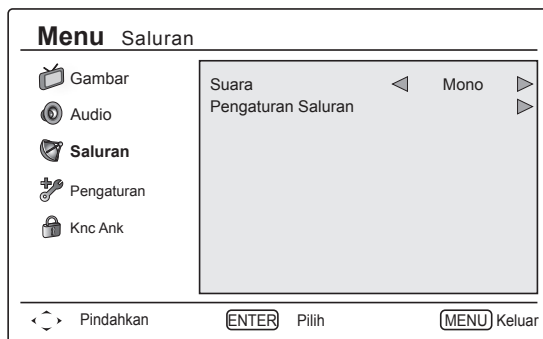 Menu Saluran
Gambar
Audio
Saluran
Pengaturan
Knc Ank
Suara Mono
Pengaturan Saluran
Pindahkan ENTER Pilih MENU Keluar